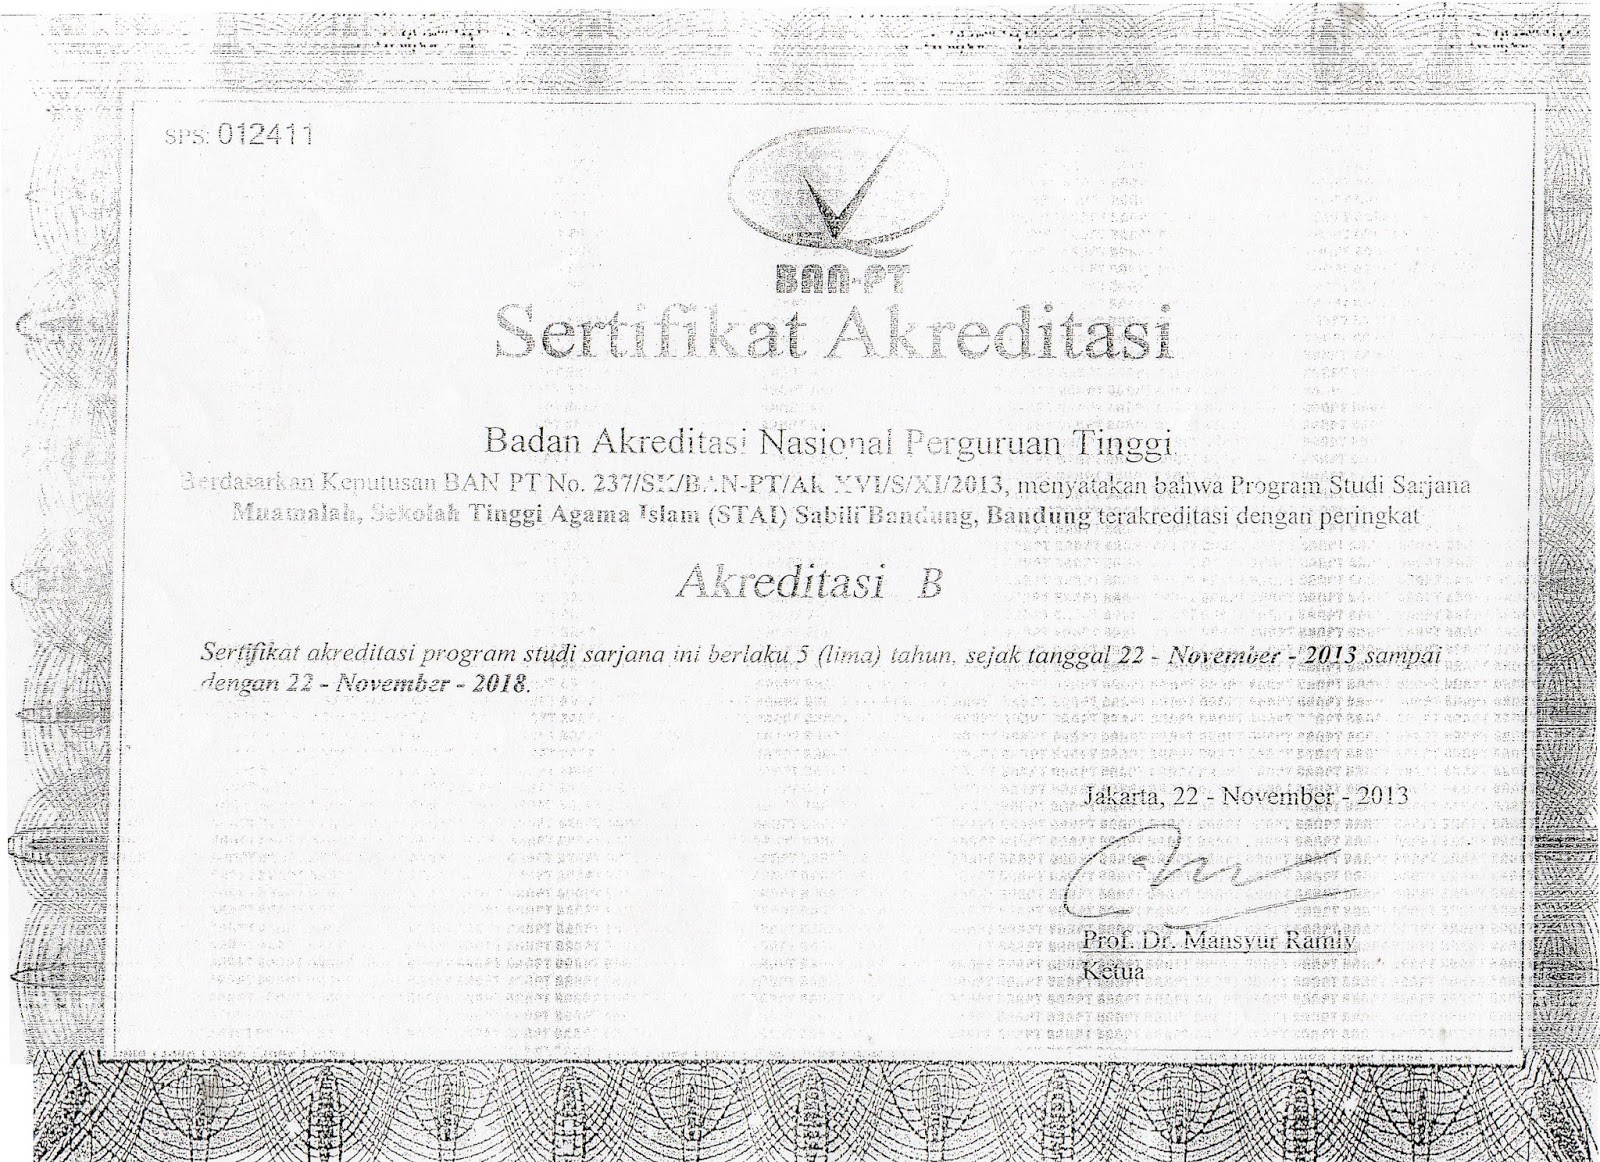 SPS: 012411
BAN-PT
Sertifikat Akreditasi
Badan Akreditasi Nasional Perguruan Tinggi
Berdasarkan Keputusan BAN PT No. 237/SK/BAN-PT/Ak XVI/S/XI/2013, menyatakan bahwa Program Studi Sarjana
Muamalah, Sekolah Tinggi Agama Islam (STAI) Sabili Bandung, Bandung terakreditasi dengan peringkat
Akreditasi B
Sertifikat akreditasi program studi sarjana ini berlaku 5 (lima) tahun, sejak tanggal 22 - November - 2013 sampai
dengan 22 - November - 2018.
Jakarta, 22 - November - 2013
Prof. Dr. Mansyur Ramly
Ketua